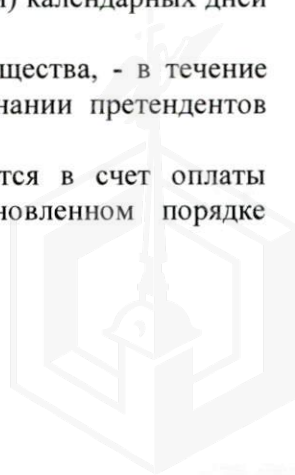 ) календарных дней
щества, - в течение
нании претендентов
тся в счет оплаты
новленном порядке